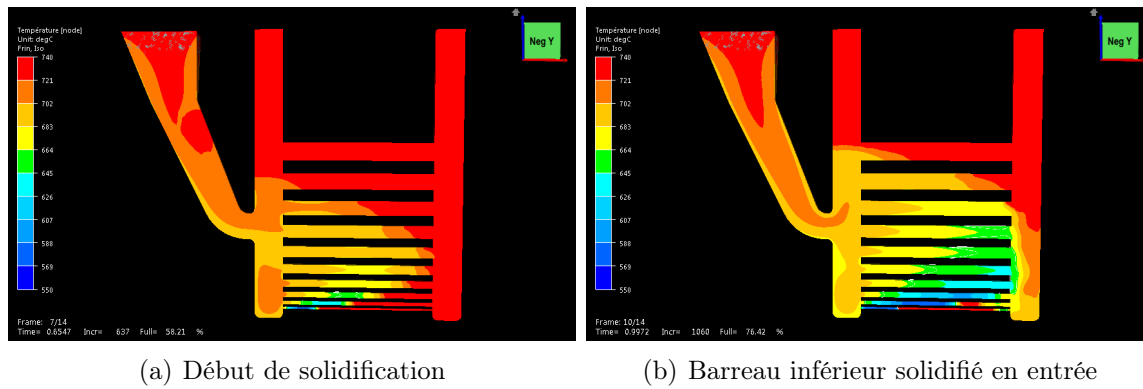 Température [node]
Unit: degC
Frin, Iso
740
721
702
683
664
645
626
607
588
569
550
Neg Y
Frame: 7/14
Time= 0.6547 Incr= 637 Full= 58.21 %
(a) Début de solidification
Température [node]
Unit: degC
Frin, Iso
740
721
702
683
664
645
626
607
588
569
550
Neg Y
Frame: 10/14
Time= 0.9972 Incr= 1060 Full= 76.42 %
(b) Barreau inférieur solidifié en entrée